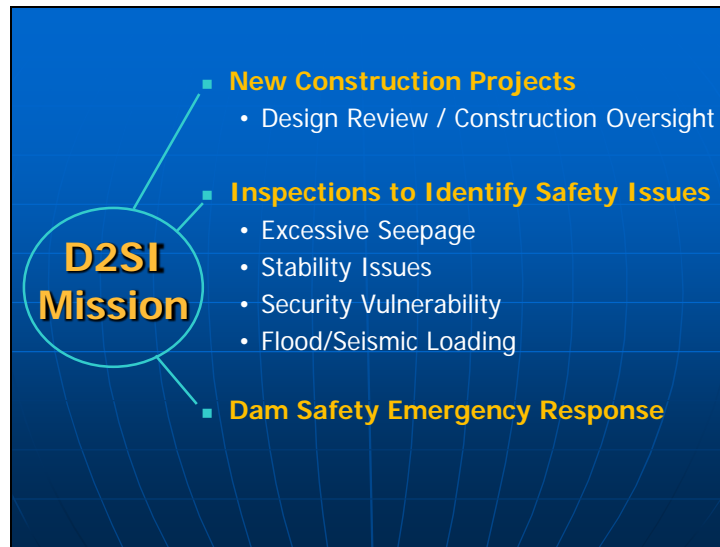 New Construction Projects
• Design Review / Construction Oversight
Inspections to Identify Safety Issues
• Excessive Seepage
• Stability Issues
• Security Vulnerability
• Flood/Seismic Loading
D2SI
Mission
Dam Safety Emergency Response